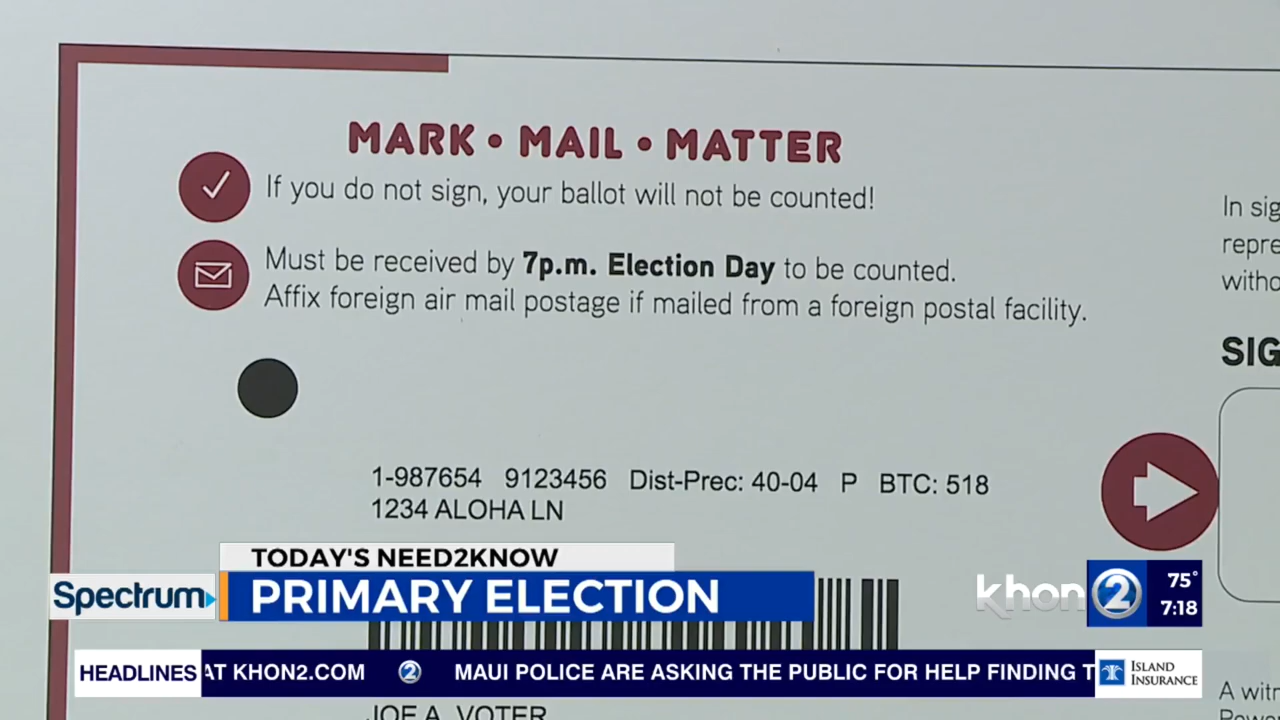 MARK • MAIL • MATTER
If you do not sign, your ballot will not be counted!
Must be received by 7p.m. Election Day to be counted.
Affix foreign air mail postage if mailed from a foreign postal facility.
In sig
repre
witho
SIG
1-987654 9123456 Dist-Prec: 40-04 P BTC: 518
1234 ALOHA LN
TODAY'S NEED2KNOW
Spectrum
PRIMARY ELECTION
khon 2
75°
7:18
HEADLINES
AT KHON2.COM 2 MAUI POLICE ARE ASKING THE PUBLIC FOR HELP FINDING T
ISLAND
INSURANCE
A witn
JOE A. VOTER